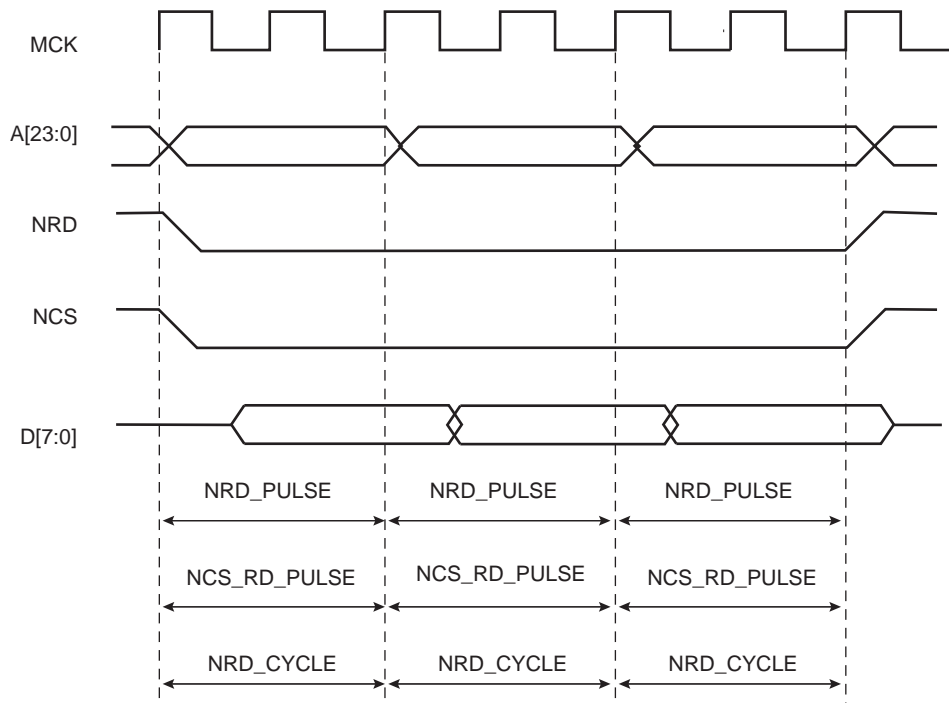 MCK
A[23:0]
NRD
NCS
D[7:0]
NRD_PULSE NRD_PULSE NRD_PULSE
NCS_RD_PULSE NCS_RD_PULSE NCS_RD_PULSE
NRD_CYCLE NRD_CYCLE NRD_CYCLE